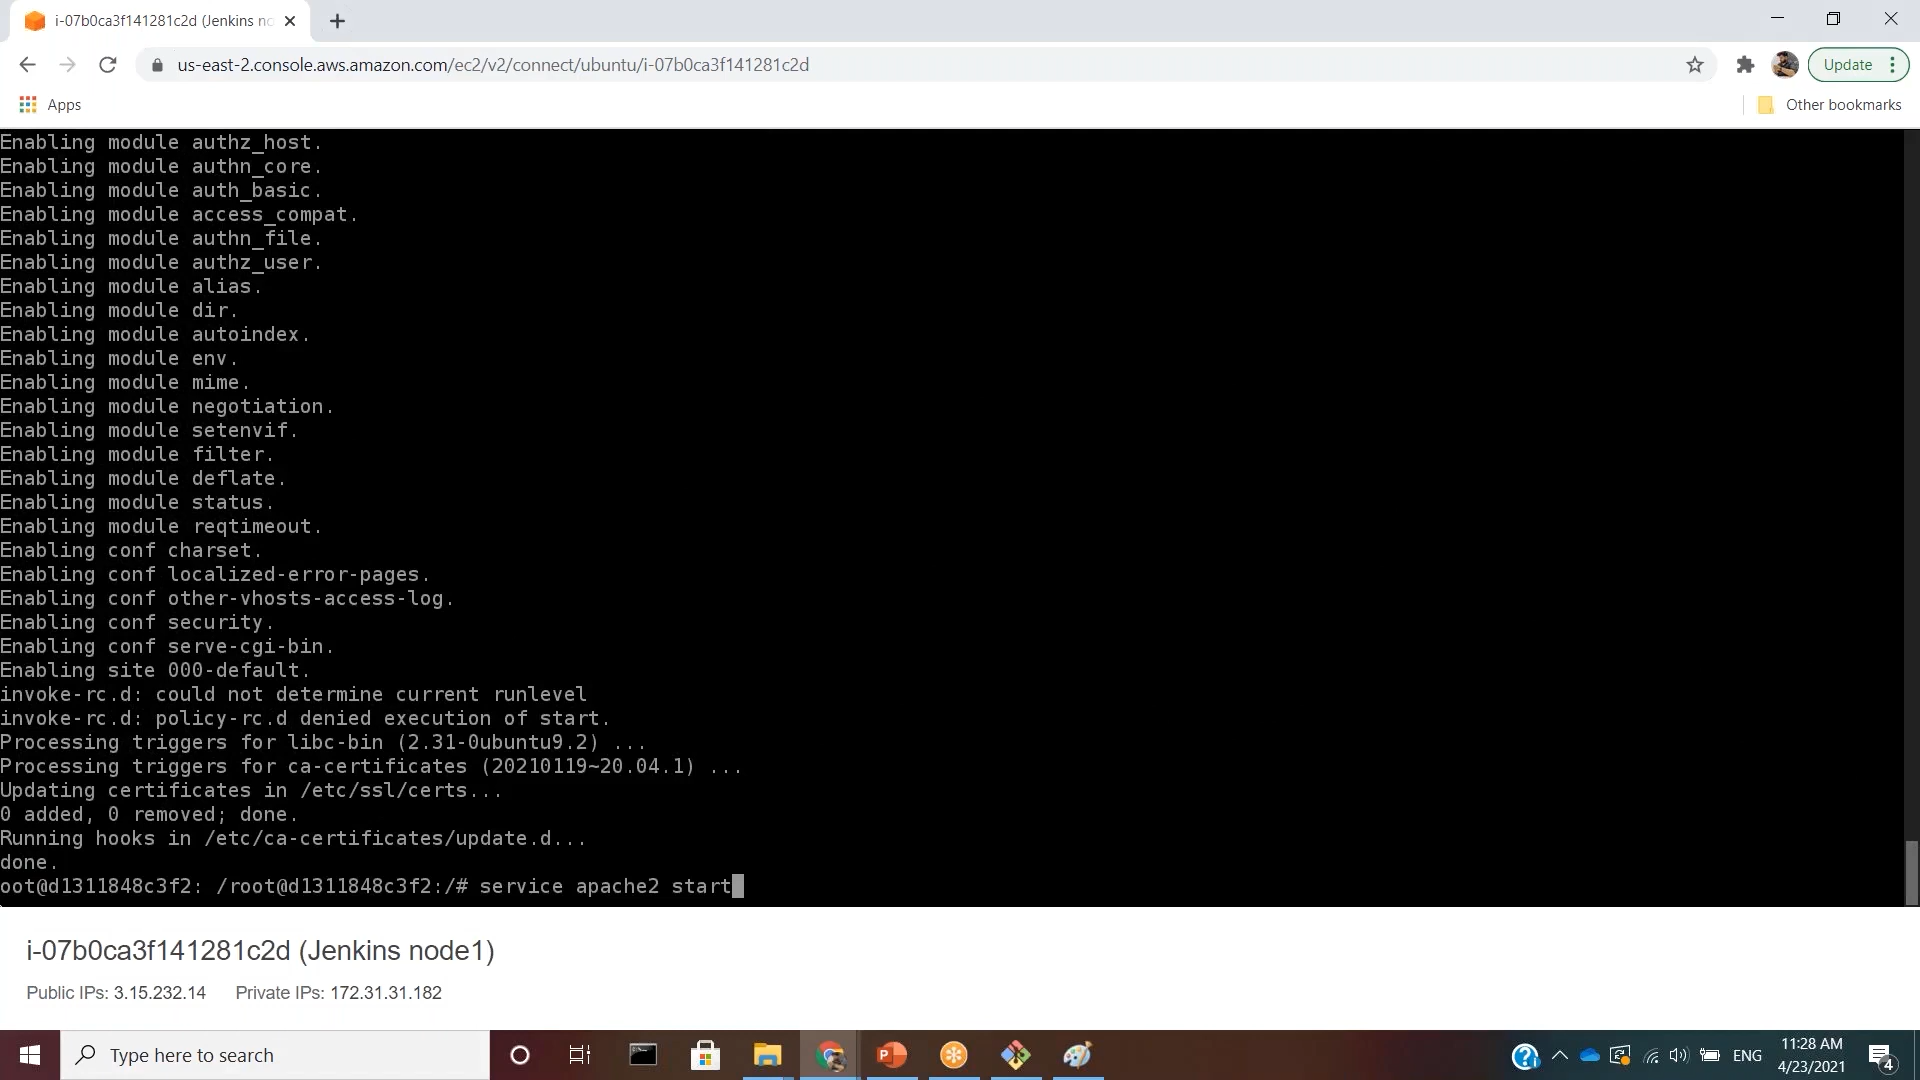 i-07b0ca3f141281c2d (Jenkins no
us-east-2.console.aws.amazon.com/ec2/v2/connect/ubuntu/i-07b0ca3f141281c2d
Update
Apps
Other bookmarks
Enabling module authz_host.
Enabling module authn_core.
Enabling module auth_basic.
Enabling module access_compat.
Enabling module authn_file.
Enabling module authz_user.
Enabling module alias.
Enabling module dir.
Enabling module autoindex.
Enabling module env.
Enabling module mime.
Enabling module negotiation.
Enabling module setenvif.
Enabling module filter.
Enabling module deflate.
Enabling module status.
Enabling module reqtimeout.
Enabling conf charset.
Enabling conf localized-error-pages.
Enabling conf other-vhosts-access-log.
Enabling conf security.
Enabling conf serve-cgi-bin.
Enabling site 000-default.
invoke-rc.d: could not determine current runlevel
invoke-rc.d: policy-rc.d denied execution of start.
Processing triggers for libc-bin (2.31-0ubuntu9.2) ...
Processing triggers for ca-certificates (20210119~20.04.1) ...
Updating certificates in /etc/ssl/certs...
0 added, 0 removed; done.
Running hooks in /etc/ca-certificates/update.d...
done.
oot@d1311848c3f2: /root@d1311848c3f2:/# service apache2 start
i-07b0ca3f141281c2d (Jenkins node1)
Public IPs: 3.15.232.14 Private IPs: 172.31.31.182
Type here to search
ENG
11:28 AM
4/23/2021
4